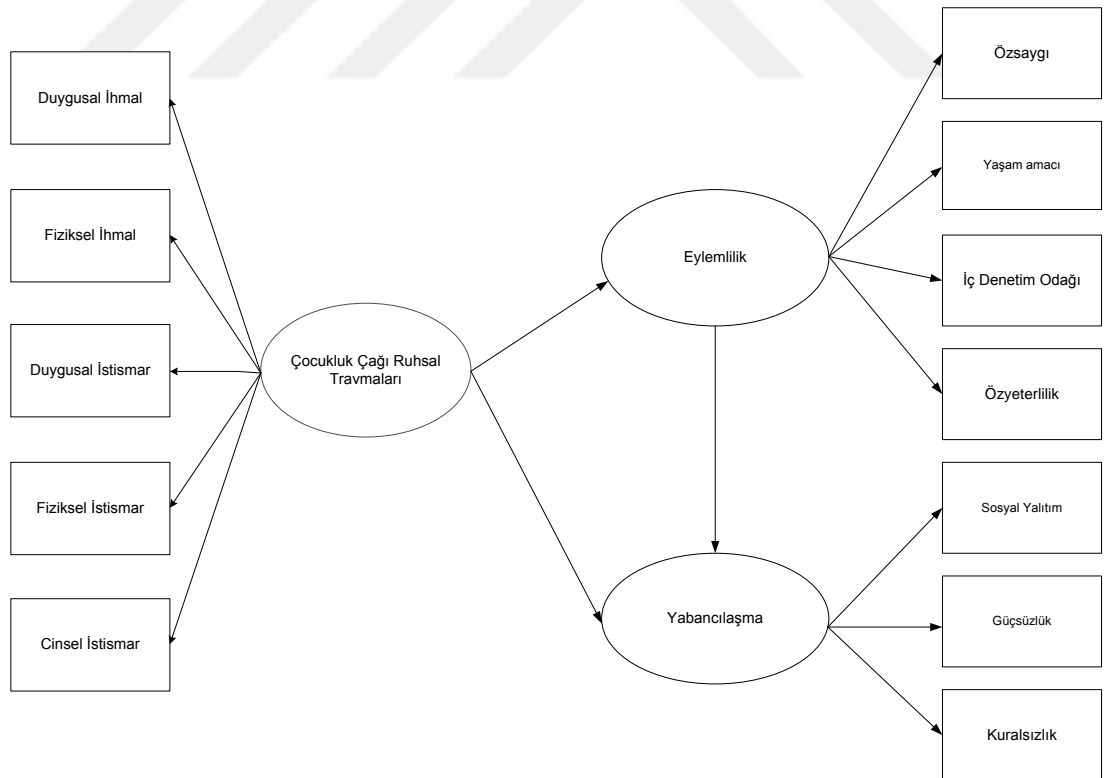 Duygusal İhmal
Fiziksel İhmal
Duygusal İstismar
Fiziksel İstismar
Cinsel İstismar
Çocukluk Çağı Ruhsal
Travmaları
Eylemlilik
Yabancılaşma
Özsaygı
Yaşam amacı
İç Denetim Odağı
Özyeterlilik
Sosyal Yalıtım
Güçsüzlük
Kuralsızlık